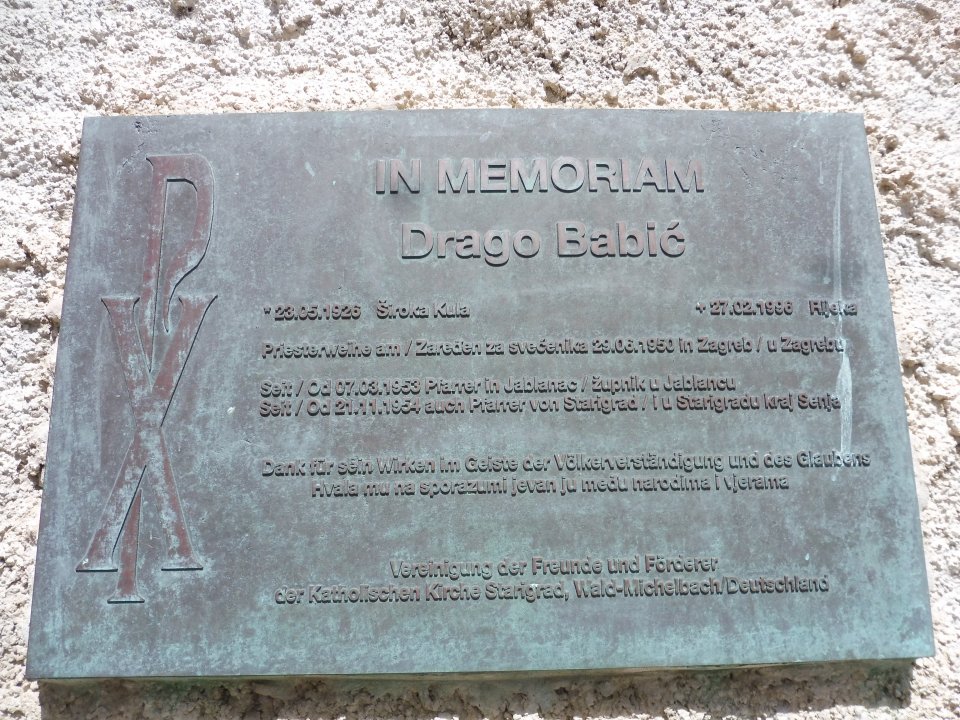 IN MEMORIAM
Drago Babić
* 23.05.1926 Široka Kula + 27.02.1996 Rijeka
Priesterweihe am / Zaređen za svećenika 29.06.1950 in Zagreb / u Zagrebu
Seit / Od 07.03.1953 Pfarrer in Jablanac / župnik u Jablancu
Seit / Od 21.11.1954 auch Pfarrer von Starigrad / i u Starigradu kraj Senja
Dank für sein Wirken im Geiste der Völkerverständigung und des Glaubens
Hvala mu na sporazumi jevan ju među narodima i vjerama
Vereinigung der Freunde und Förderer
der Katholischen Kirche Starigrad, Wald-Michelbach/Deutschland